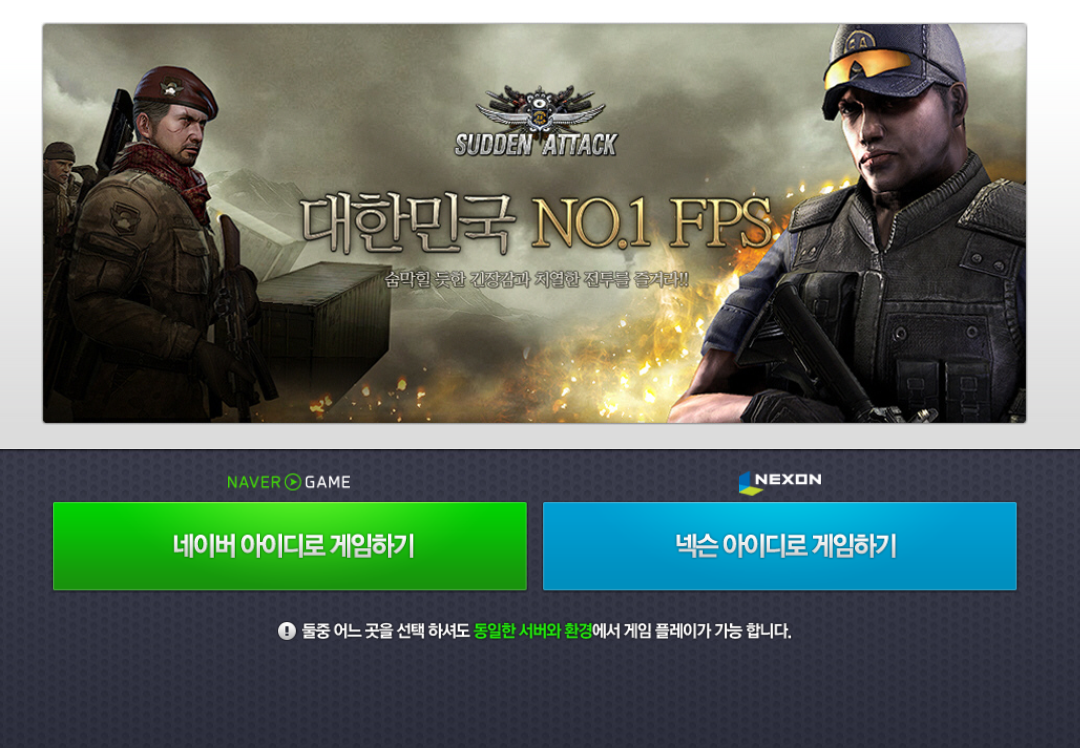 SUDDEN ATTACK
대한민국 NO.1 FPS
숨막힐 듯한 긴장감과 치열한 전투를 즐겨라!!
NAVER GAME
NEXON
네이버 아이디로 게임하기
넥슨 아이디로 게임하기
둘중 어느 곳을 선택 하셔도 동일한 서버와 환경에서 게임 플레이가 가능 합니다.